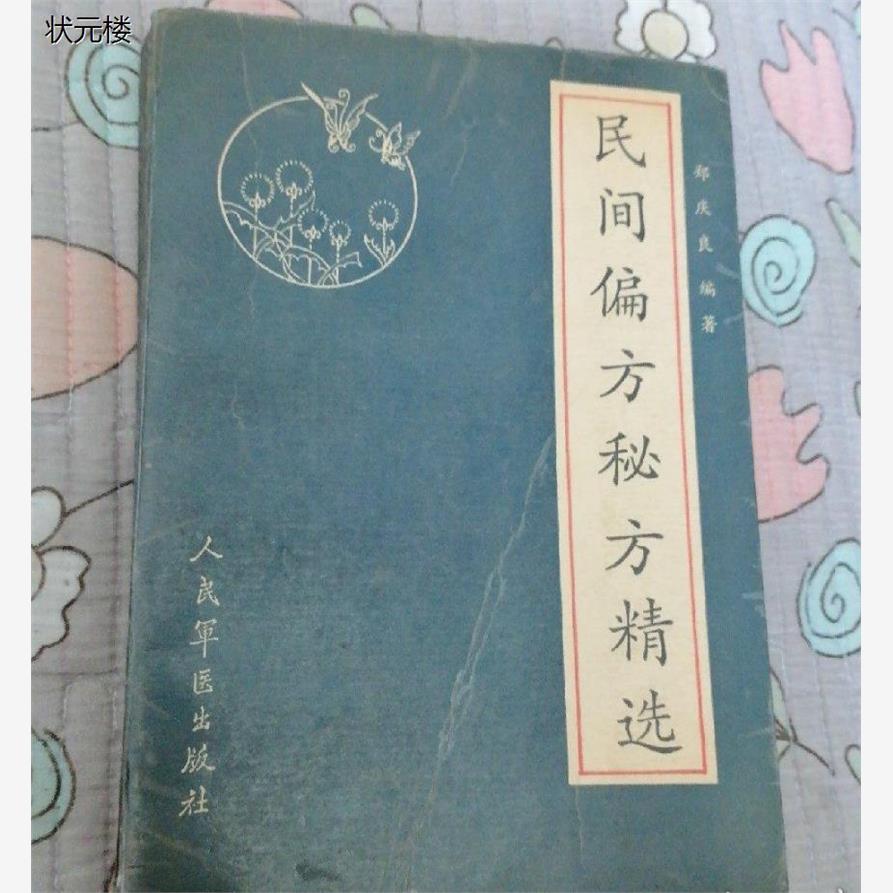 状元楼
民间偏方秘方精选
郑庆良 编著
人民軍医出版社